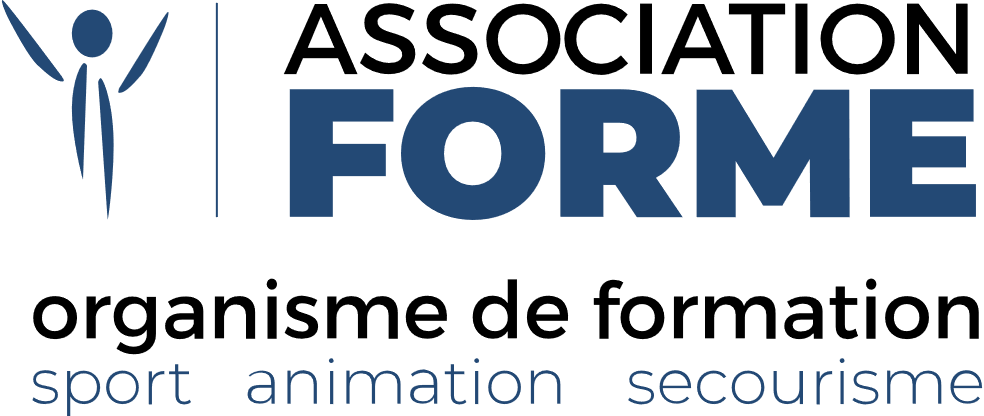 ASSOCIATION
FORME
organisme de formation
sport animation secourisme